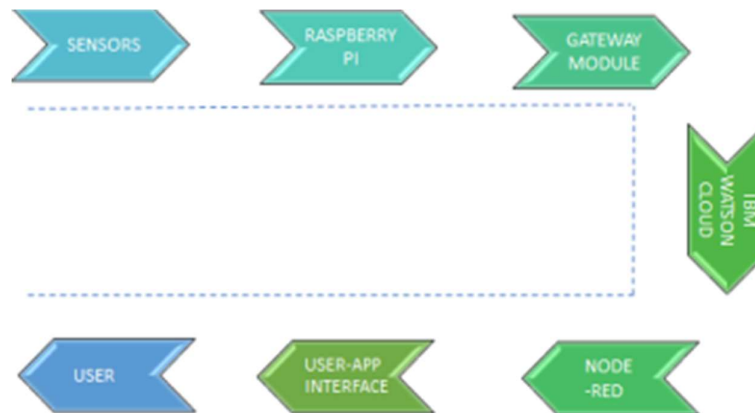 SENSORS
RASPBERRY
PI
GATEWAY
MODULE
IBM
WATSON
CLOUD
NODE
-RED
USER-APP
INTERFACE
USER